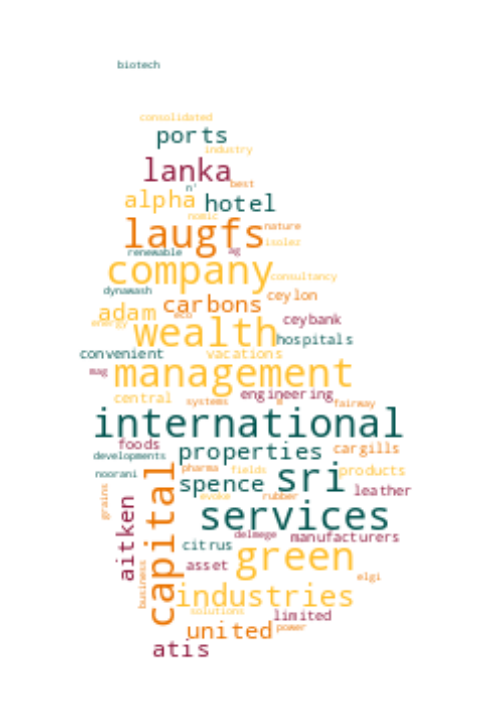 biotech
consolidated
ports
industry
lanka
best
n'
alpha hotel
nomic
laugfs nature
isolez
renewable ag
company consultancy
dynawash
carbons ceylon
adam eco ceybank
energy
wealth hospitals
convenient vacations
mag management
central systems engineering fairway
international
foods properties cargills
developments
noorani pharma fields sri products
spence leather
grains evoke rubber
aitken capital services
delmege manufacturers
citrus green
asset
business elgi
industries
solutions limited
united power
atis